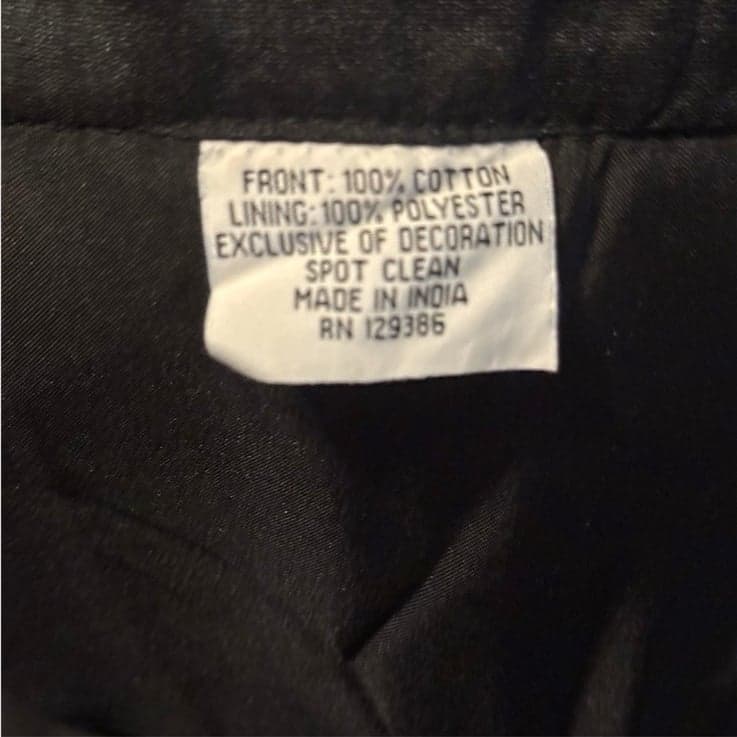 FRONT: 100% COTTON
LINING: 100% POLYESTER
EXCLUSIVE OF DECORATION
SPOT CLEAN
MADE IN INDIA
RN 129386